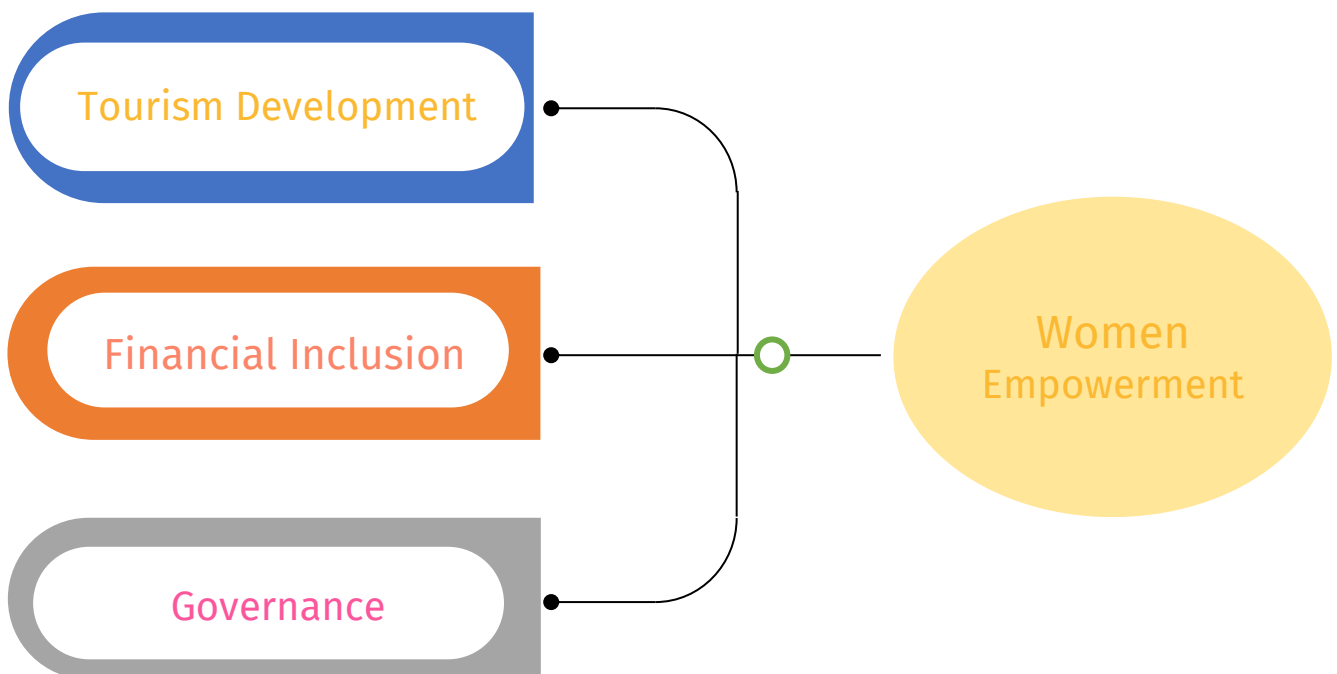 Tourism Development
Financial Inclusion
Women
Empowerment
Governance